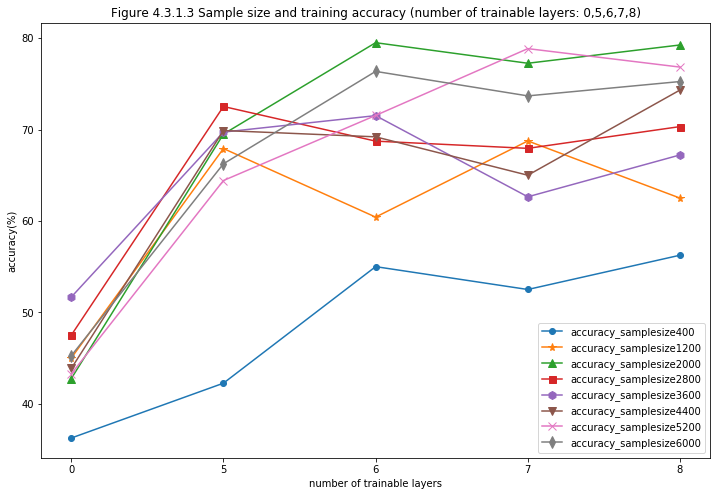 Figure 4.3.1.3 Sample size and training accuracy (number of trainable layers: 0,5,6,7,8)
80
70
60
50
40
accuracy(%)
0 5 6 7 8
number of trainable layers
accuracy_samplesize400
accuracy_samplesize1200
accuracy_samplesize2000
accuracy_samplesize2800
accuracy_samplesize3600
accuracy_samplesize4400
accuracy_samplesize5200
accuracy_samplesize6000